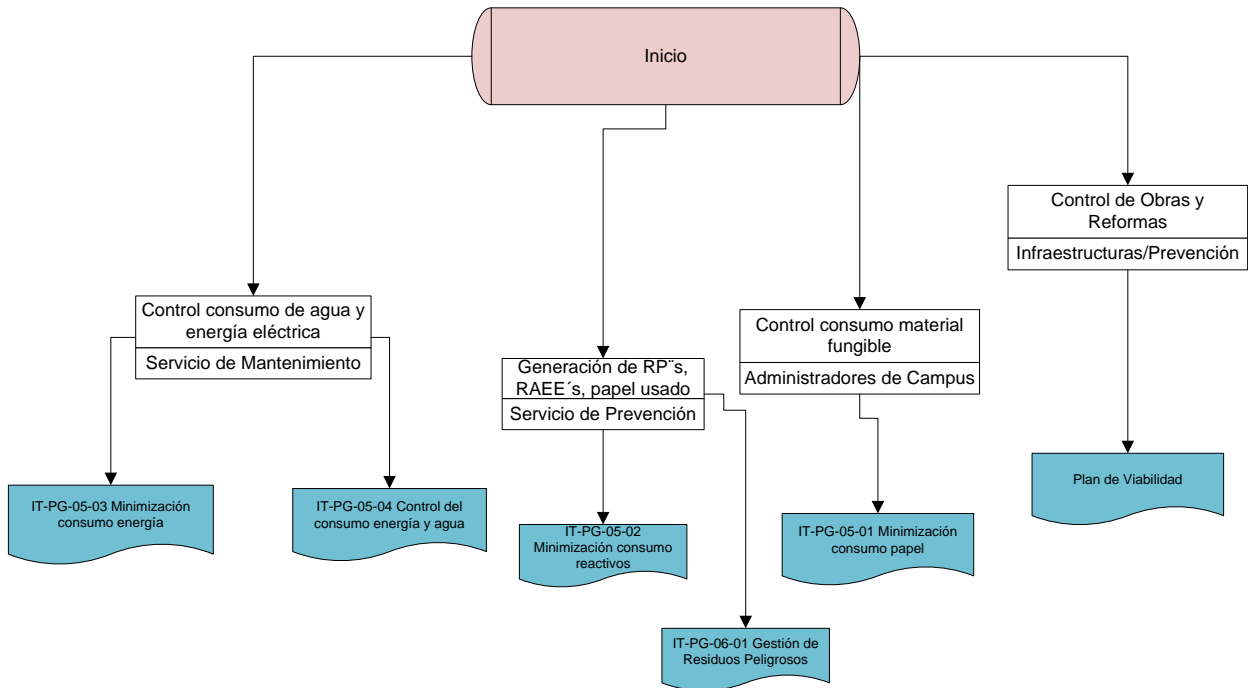 Inicio
Control de Obras y
Reformas
Infraestructuras/Prevención
Control consumo de agua y
energía eléctrica
Servicio de Mantenimiento
Control consumo material
fungible
Administradores de Campus
Generación de RP¨s,
RAEE´s, papel usado
Servicio de Prevención
IT-PG-05-03 Minimización
consumo energía
IT-PG-05-04 Control del
consumo energía y agua
IT-PG-05-02
Minimización consumo
reactivos
IT-PG-05-01 Minimización
consumo papel
Plan de Viabilidad
IT-PG-06-01 Gestión de
Residuos Peligrosos